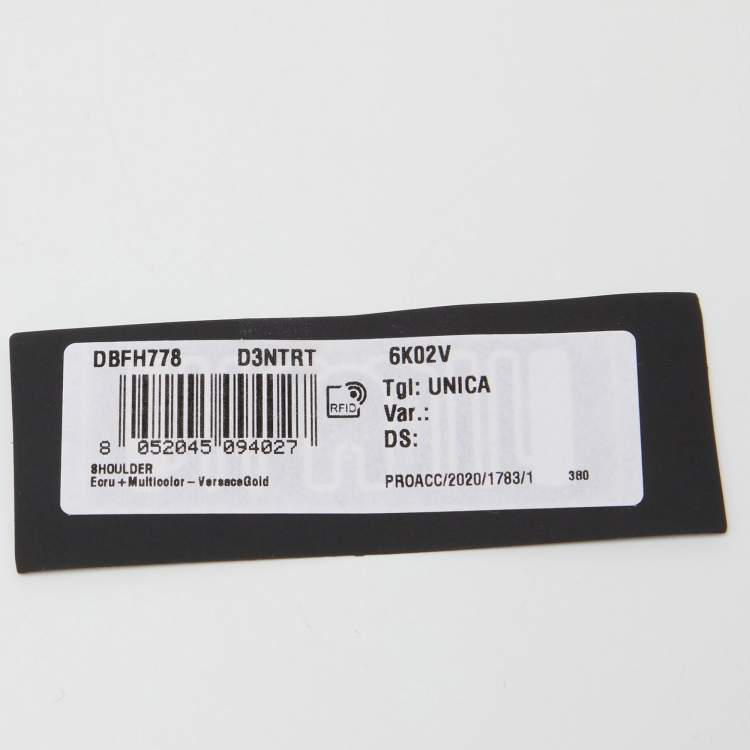 DBFH778 D3NTRT 6K02V
Tgl: UNICA
RFID
Var.:
8 052045 094027
DS:
SHOULDER
Ecru+Multicolor-VersaceGold
PROACC/2020/1783/1 380